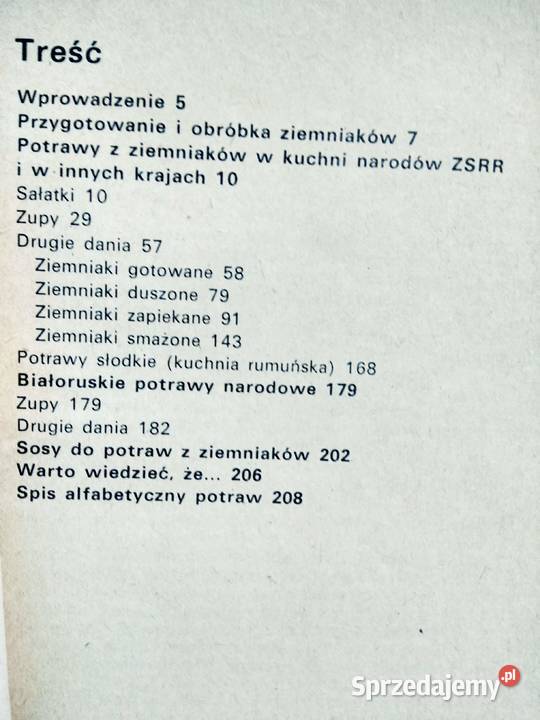 Treść
Wprowadzenie 5
Przygotowanie i obróbka ziemniaków 7
Potrawy z ziemniaków w kuchni narodów ZSRR
i w innych krajach 10
Sałatki 10
Zupy 29
Drugie dania 57
Ziemniaki gotowane 58
Ziemniaki duszone 79
Ziemniaki zapiekane 91
Ziemniaki smażone 143
Potrawy słodkie (kuchnia rumuńska) 168
Białoruskie potrawy narodowe 179
Zupy 179
Drugie dania 182
Sosy do potraw z ziemniaków 202
Warto wiedzieć, że... 206
Spis alfabetyczny potraw 208
Sprzedajemy.pl